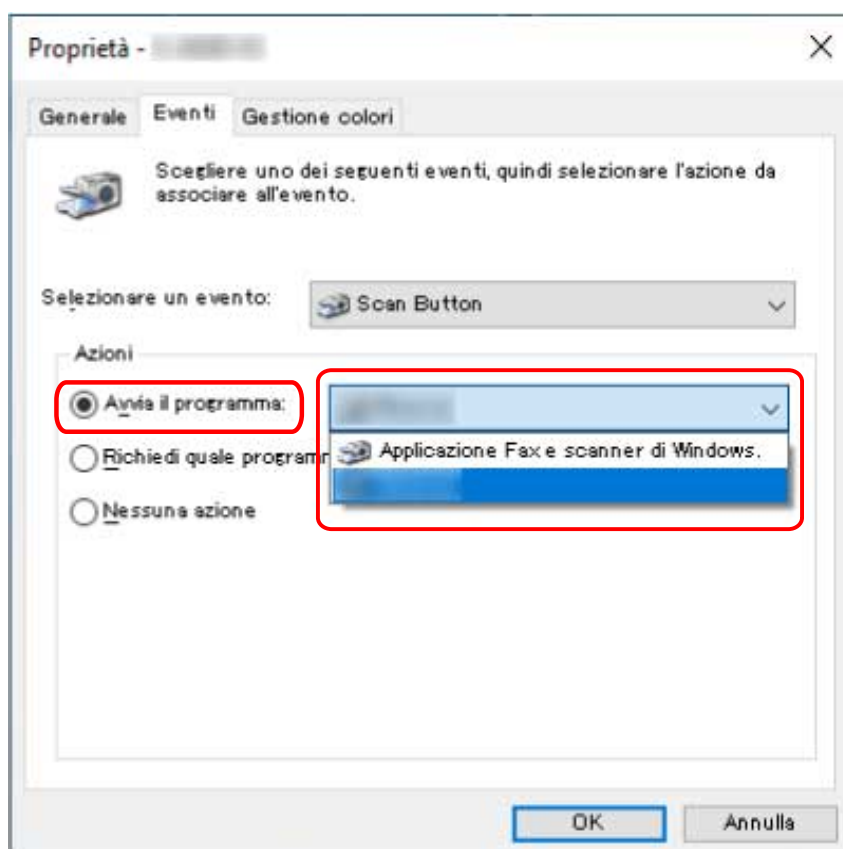 Proprietà -
Generale
Eventi
Gestione colori
Scegliere uno dei seguenti eventi, quindi selezionare l'azione da
associare all'evento.
Selezionare un evento:
Scan Button
Azioni
Avvia il programma:
Richiedi quale
Applicazione Fax e scanner di Windows.
Nessuna azione
OK
Annulla